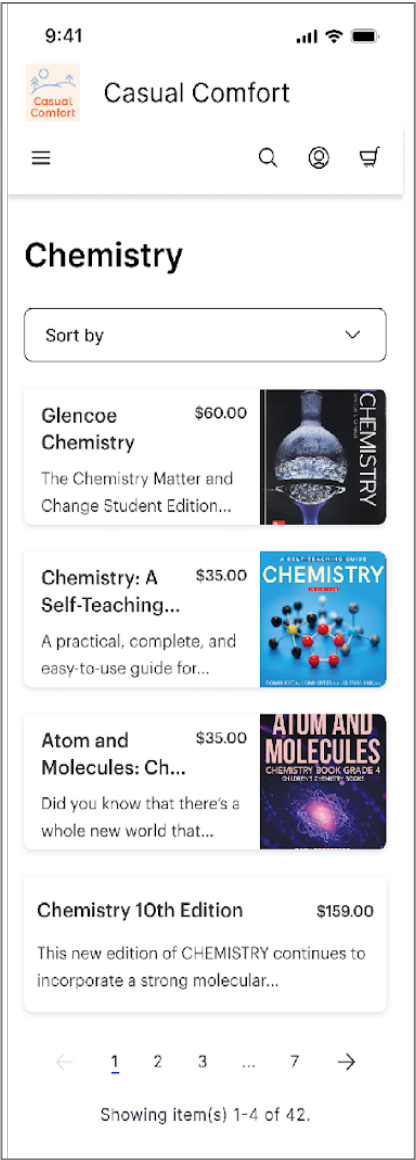 9:41
Casual
Comfort
Casual Comfort
Chemistry
Sort by
Glencoe
Chemistry
$60.00
The Chemistry Matter and
Change Student Edition...
CHEMISTRY
Chemistry: A
Self-Teaching...
$35.00
A practical, complete, and
easy-to-use guide for...
A SELF-TEACHING GUIDE
CHEMISTRY
Atom and
Molecules: Ch...
$35.00
Did you know that there's a
whole new world that...
ATOM AND
MOLECULES
CHEMISTRY BOOK GRADE 4
CHILDREN'S CHEMISTRY BOOKS
Chemistry 10th Edition
$159.00
This new edition of CHEMISTRY continues to
incorporate a strong molecular...
1 2 3 ... 7
Showing item(s) 1-4 of 42.